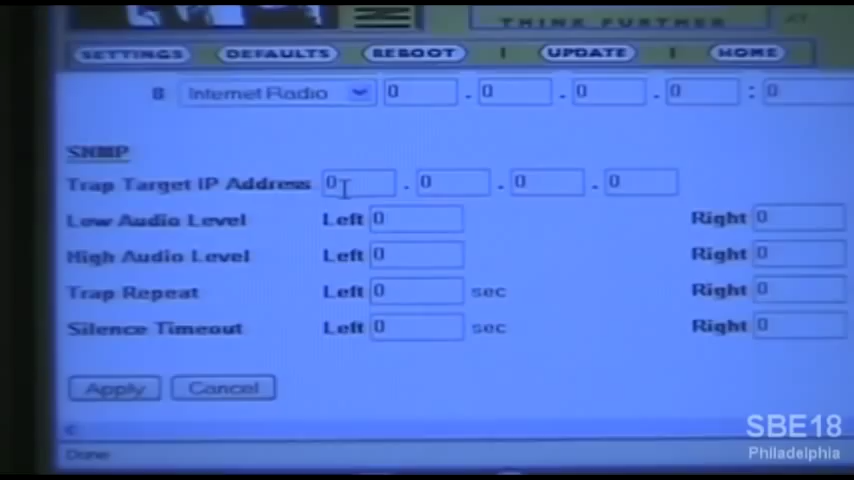 THINK FURTHER
SETTINGS DEFAULTS REBOOT | UPDATE | HOME
8 Internet Radio 0 . 0 . 0 . 0 : 0
SNMP
Trap Target IP Address 0 . 0 . 0 . 0
Low Audio Level Left 0 Right 0
High Audio Level Left 0 Right 0
Trap Repeat Left 0 sec Right 0
Silence Timeout Left 0 sec Right 0
Apply Cancel
SBE18
Done
Philadelphia